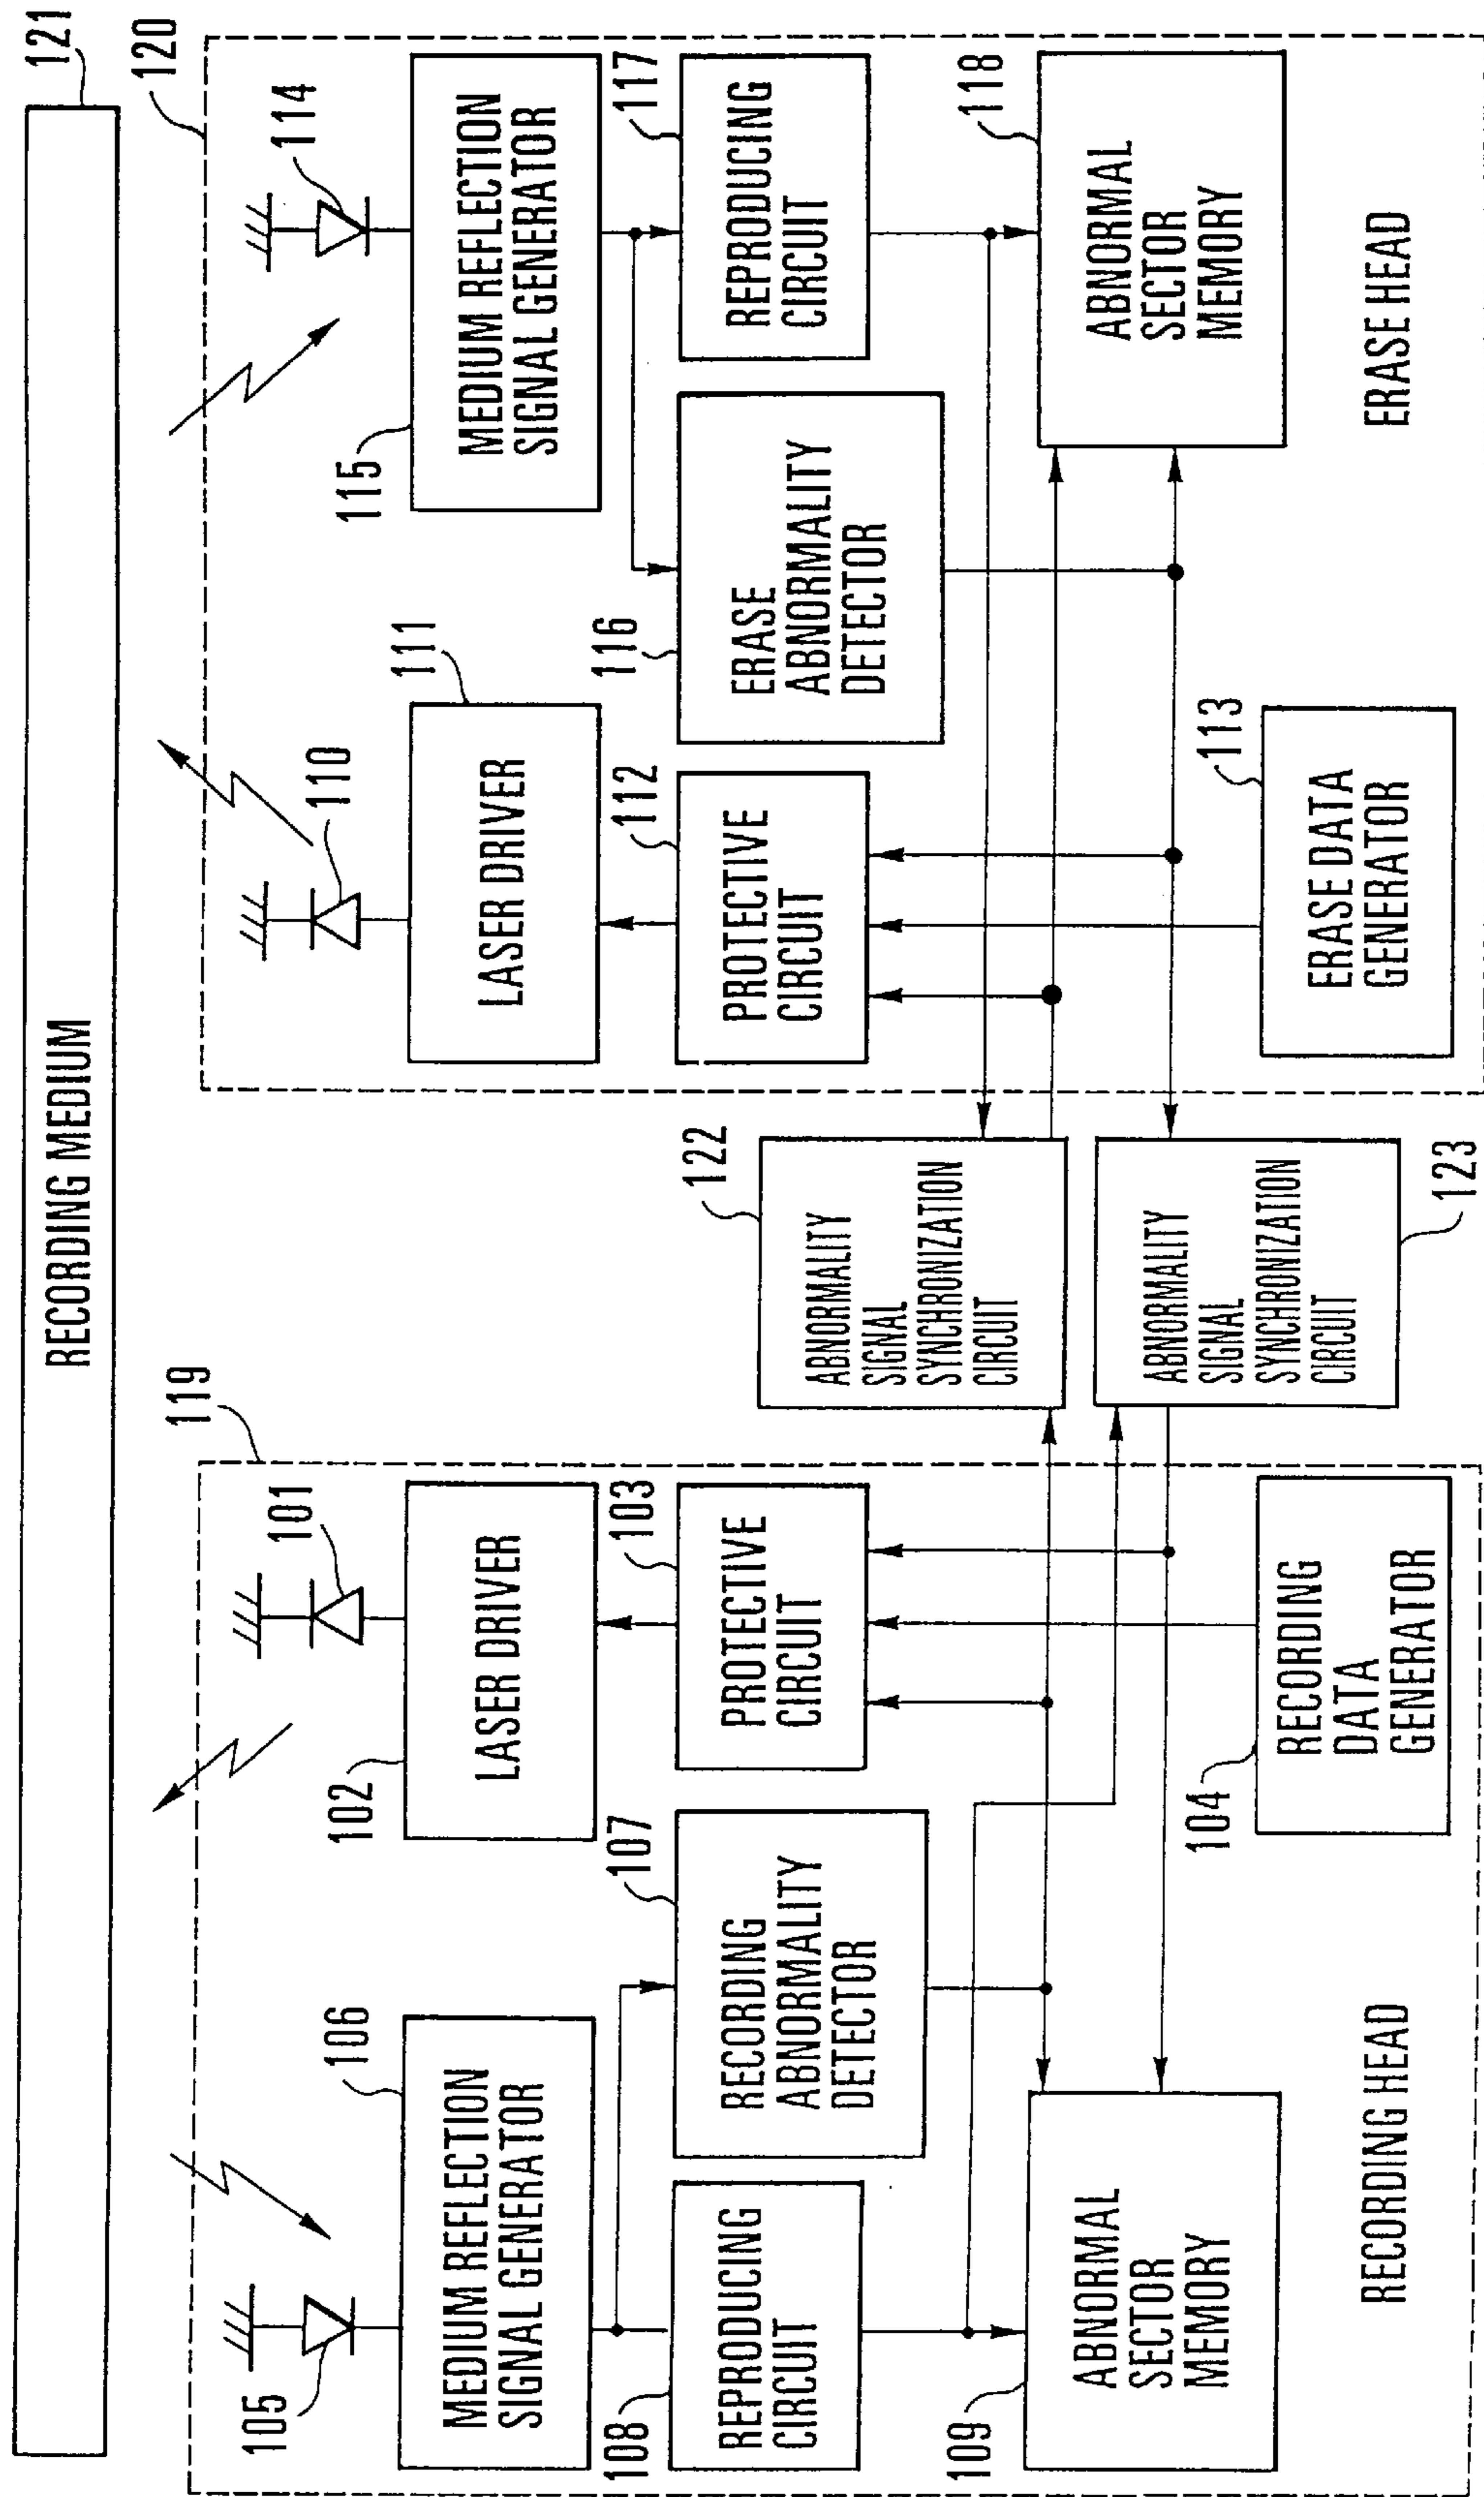 RECORDING MEDIUM
121
119
120
105
101
110
114
106
MEDIUM REFLECTION
SIGNAL GENERATOR
102
LASER DRIVER
111
LASER DRIVER
115
MEDIUM REFLECTION
SIGNAL GENERATOR
108
REPRODUCING
CIRCUIT
107
RECORDING
ABNORMALITY
DETECTOR
103
PROTECTIVE
CIRCUIT
112
PROTECTIVE
CIRCUIT
116
ERASE
ABNORMALITY
DETECTOR
117
REPRODUCING
CIRCUIT
122
ABNORMALITY
SIGNAL
SYNCHRONIZATION
CIRCUIT
109
ABNORMAL
SECTOR
MEMORY
118
ABNORMAL
SECTOR
MEMORY
123
ABNORMALITY
SIGNAL
SYNCHRONIZATION
CIRCUIT
104
RECORDING
DATA
GENERATOR
113
ERASE DATA
GENERATOR
RECORDING HEAD
ERASE HEAD